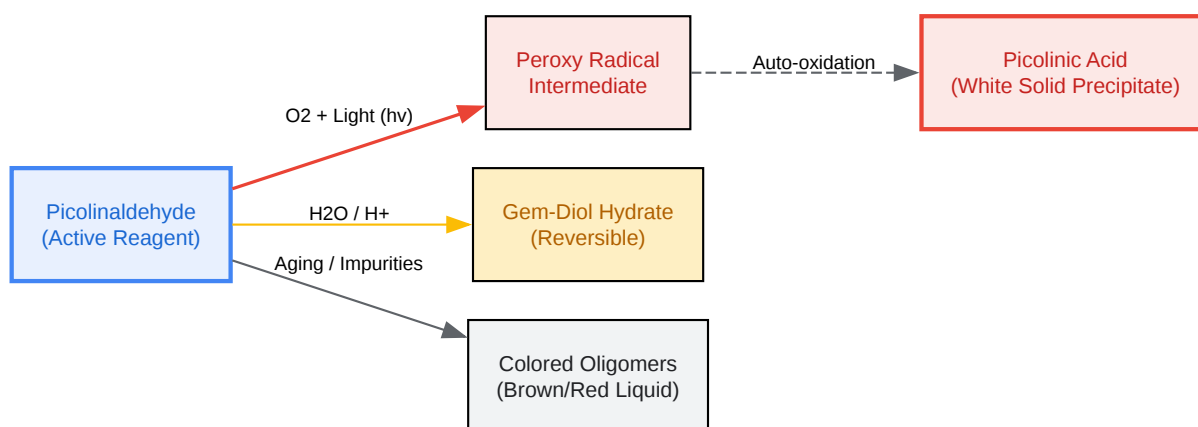 Peroxy Radical
Intermediate
Auto-oxidation
Picolinic Acid
(White Solid Precipitate)
O2 + Light (hv)
Picolinaldehyde
(Active Reagent)
H2O / H+
Gem-Diol Hydrate
(Reversible)
Aging / Impurities
Colored Oligomers
(Brown/Red Liquid)